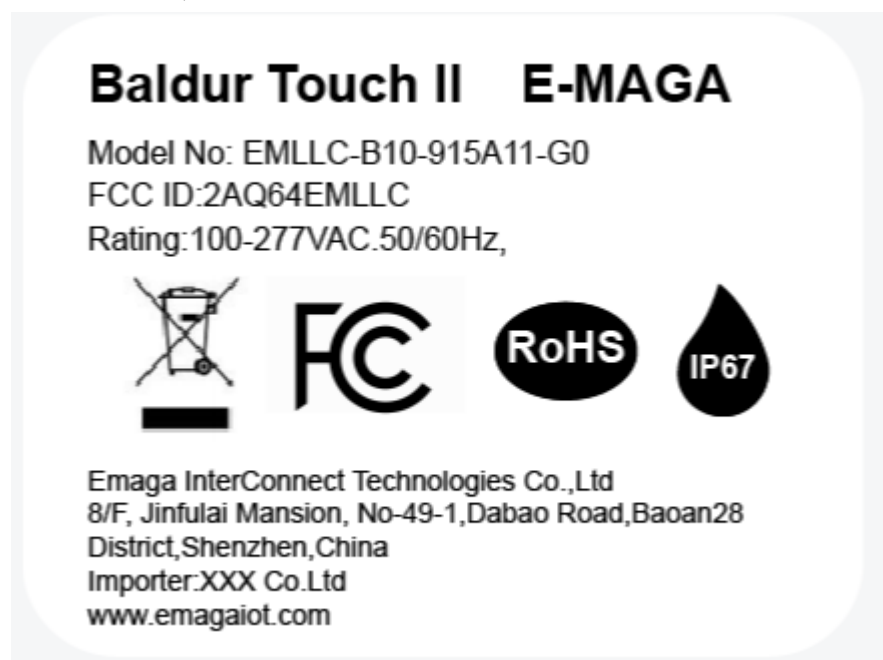 Baldur Touch II E-MAGA
Model No: EMLLC-B10-915A11-G0
FCC ID:2AQ64EMLLC
Rating:100-277VAC.50/60Hz,
FC RoHS IP67
Emaga InterConnect Technologies Co.,Ltd
8/F, Jinfulai Mansion, No-49-1,Dabao Road,Baoan28
District,Shenzhen,China
Importer:XXX Co.Ltd
www.emagaiot.com